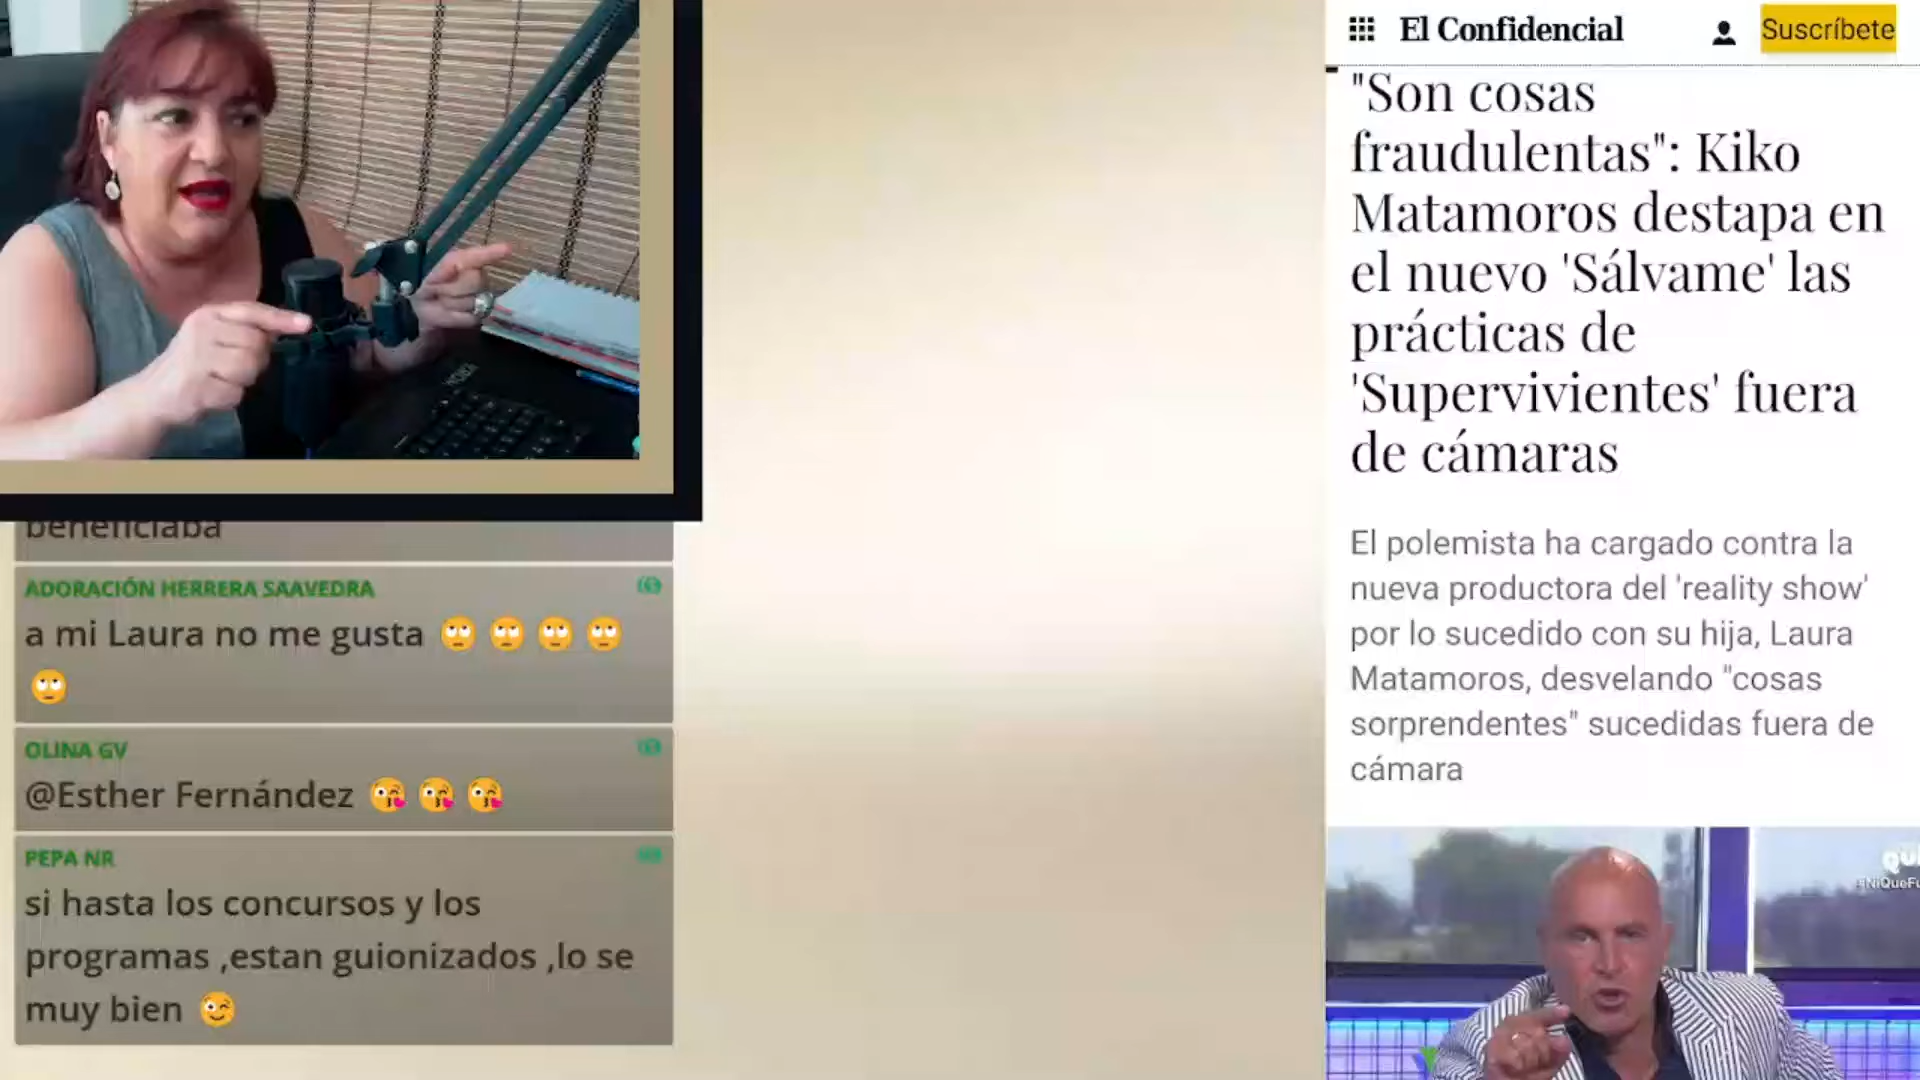 beneficiaba
ADORACIÓN HERRERA SAAVEDRA
a mi Laura no me gusta 🙄 🙄 🙄 🙄
🙄
OLINA GV
@Esther Fernández 😘 😘 😘
PEPA NR
si hasta los concursos y los
programas ,estan guionizados ,lo se
muy bien 😉
El Confidencial
Suscríbete
"Son cosas
fraudulentas": Kiko
Matamoros destapa en
el nuevo 'Sálvame' las
prácticas de
'Supervivientes' fuera
de cámaras
El polemista ha cargado contra la
nueva productora del 'reality show'
por lo sucedido con su hija, Laura
Matamoros, desvelando "cosas
sorprendentes" sucedidas fuera de
cámara